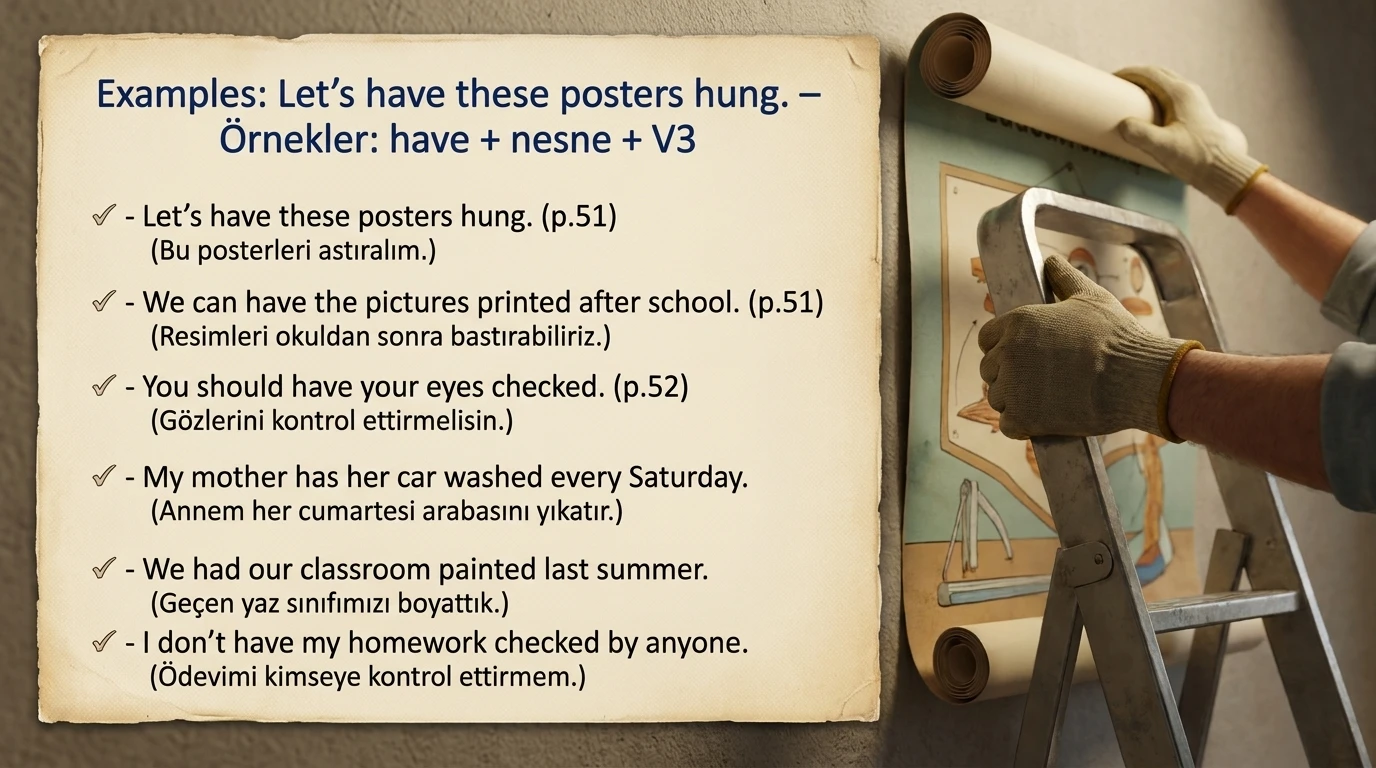 Examples: Let’s have these posters hung. –
Örnekler: have + nesne + V3
✓ - Let’s have these posters hung. (p.51)
(Bu posterleri astıralım.)
✓ - We can have the pictures printed after school. (p.51)
(Resimleri okuldan sonra bastırabiliriz.)
✓ - You should have your eyes checked. (p.52)
(Gözlerini kontrol ettirmelisin.)
✓ - My mother has her car washed every Saturday.
(Annem her cumartesi arabasını yıkatır.)
✓ - We had our classroom painted last summer.
(Geçen yaz sınıfımızı boyattık.)
✓ - I don’t have my homework checked by anyone.
(Ödevimi kimseye kontrol ettirmem.)